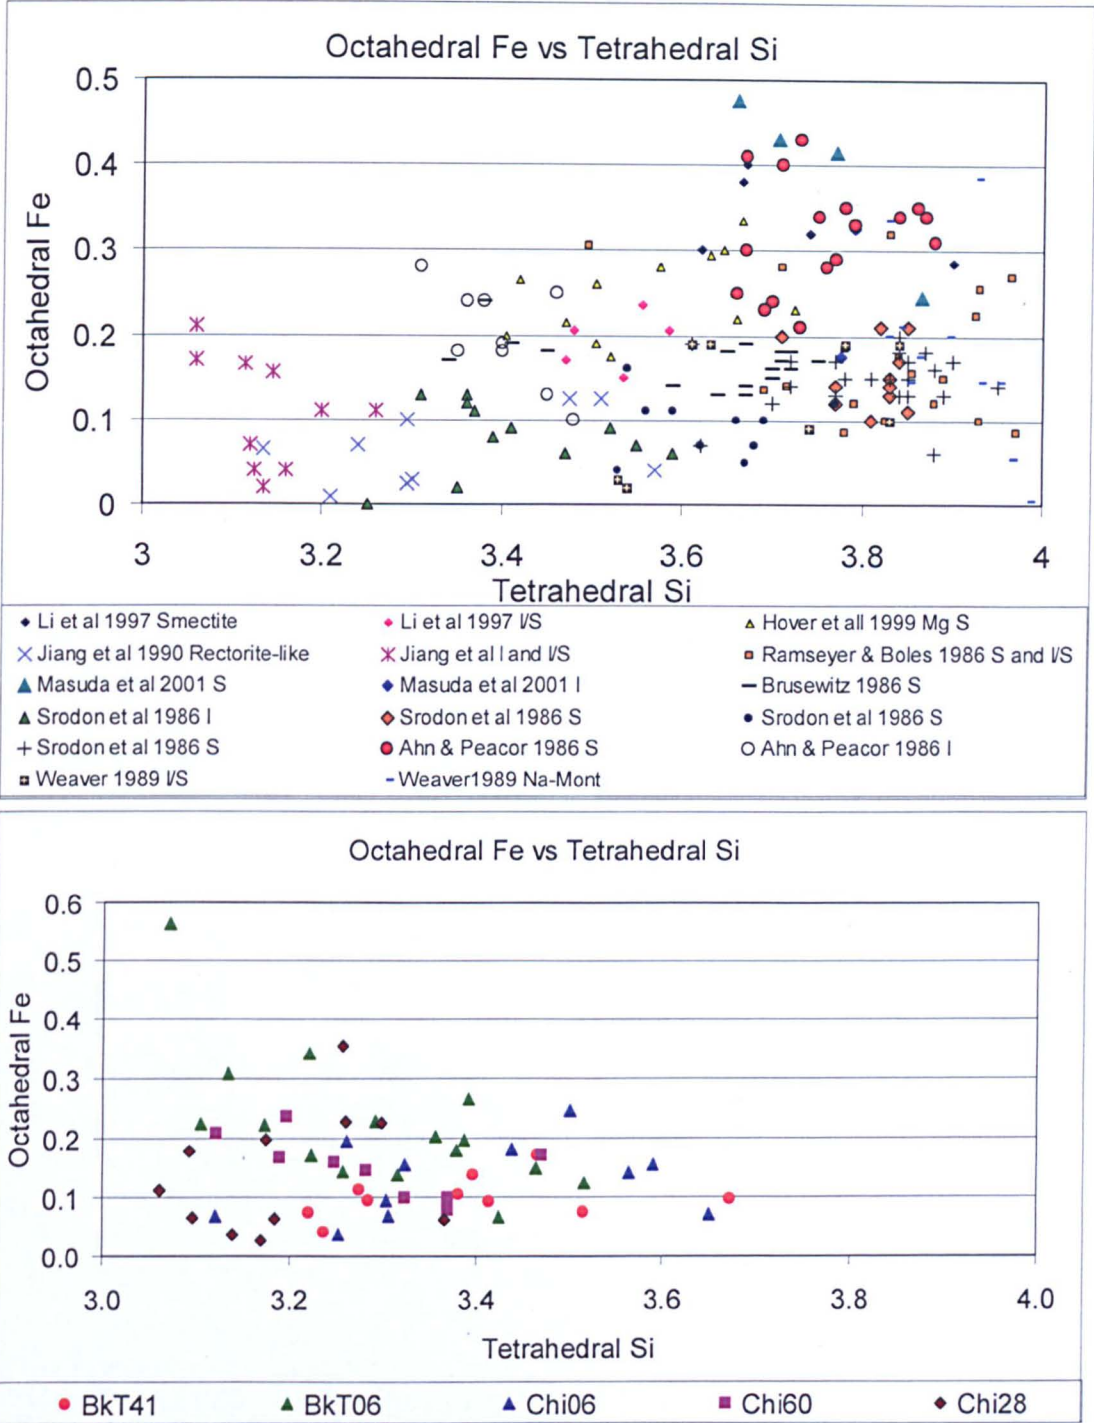 Octahedral Fe vs Tetrahedral Si
0.5
0.4
0.3
0.2
0.1
0
Octahedral Fe
3 3.2 3.4 3.6 3.8 4
Tetrahedral Si
Li et al 1997 Smectite Li et al 1997 I/S Hover et all 1999 Mg S
Jiang et al 1990 Rectorite-like Jiang et al I and I/S Ramseyer & Boles 1986 S and I/S
Masuda et al 2001 S Masuda et al 2001 I Brusewitz 1986 S
Srodon et al 1986 I Srodon et al 1986 S Srodon et al 1986 S
Srodon et al 1986 S Ahn & Peacor 1986 S Ahn & Peacor 1986 I
Weaver 1989 I/S Weaver1989 Na-Mont
Octahedral Fe vs Tetrahedral Si
0.6
0.5
0.4
0.3
0.2
0.1
0.0
Octahedral Fe
3.0 3.2 3.4 3.6 3.8 4.0
Tetrahedral Si
BkT41 BkT06 Chi06 Chi60 Chi28